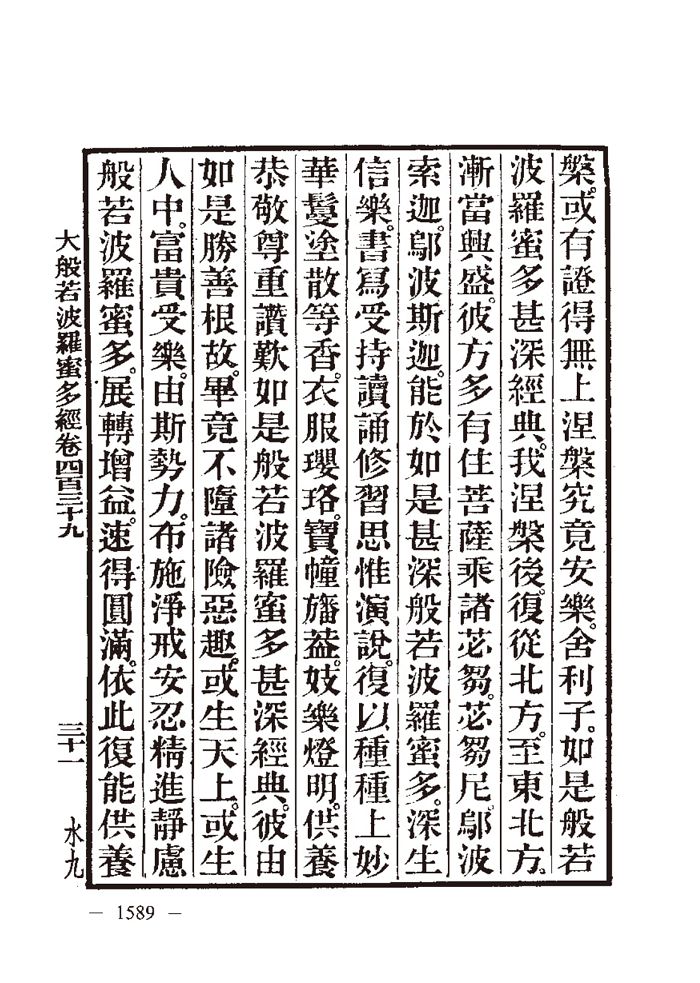 槃。或有證得無上涅槃究竟安樂。舍利子。如是般若
波羅蜜多甚深經典。我涅槃後。復從北方。至東北方。
漸當興盛。彼方多有住菩薩乘諸苾芻。苾芻尼。鄔波
索迦。鄔波斯迦。能於如是甚深般若波羅蜜多。深生
信樂。書寫受持讀誦修習思惟演說。復以種種上妙
華鬘塗散等香。衣服瓔珞。寶幢旛葢。妓樂燈明。供養
恭敬尊重讚歎如是般若波羅蜜多甚深經典。彼由
如是勝善根故。畢竟不墮諸險惡趣。或生天上。或生
人中。富貴受樂。由斯勢力。布施淨戒安忍精進靜慮
般若波羅蜜多。展轉增益。速得圓滿。依此復能供養
大般若波羅蜜多經卷四百三十九
三十一
水九
— 1589 —